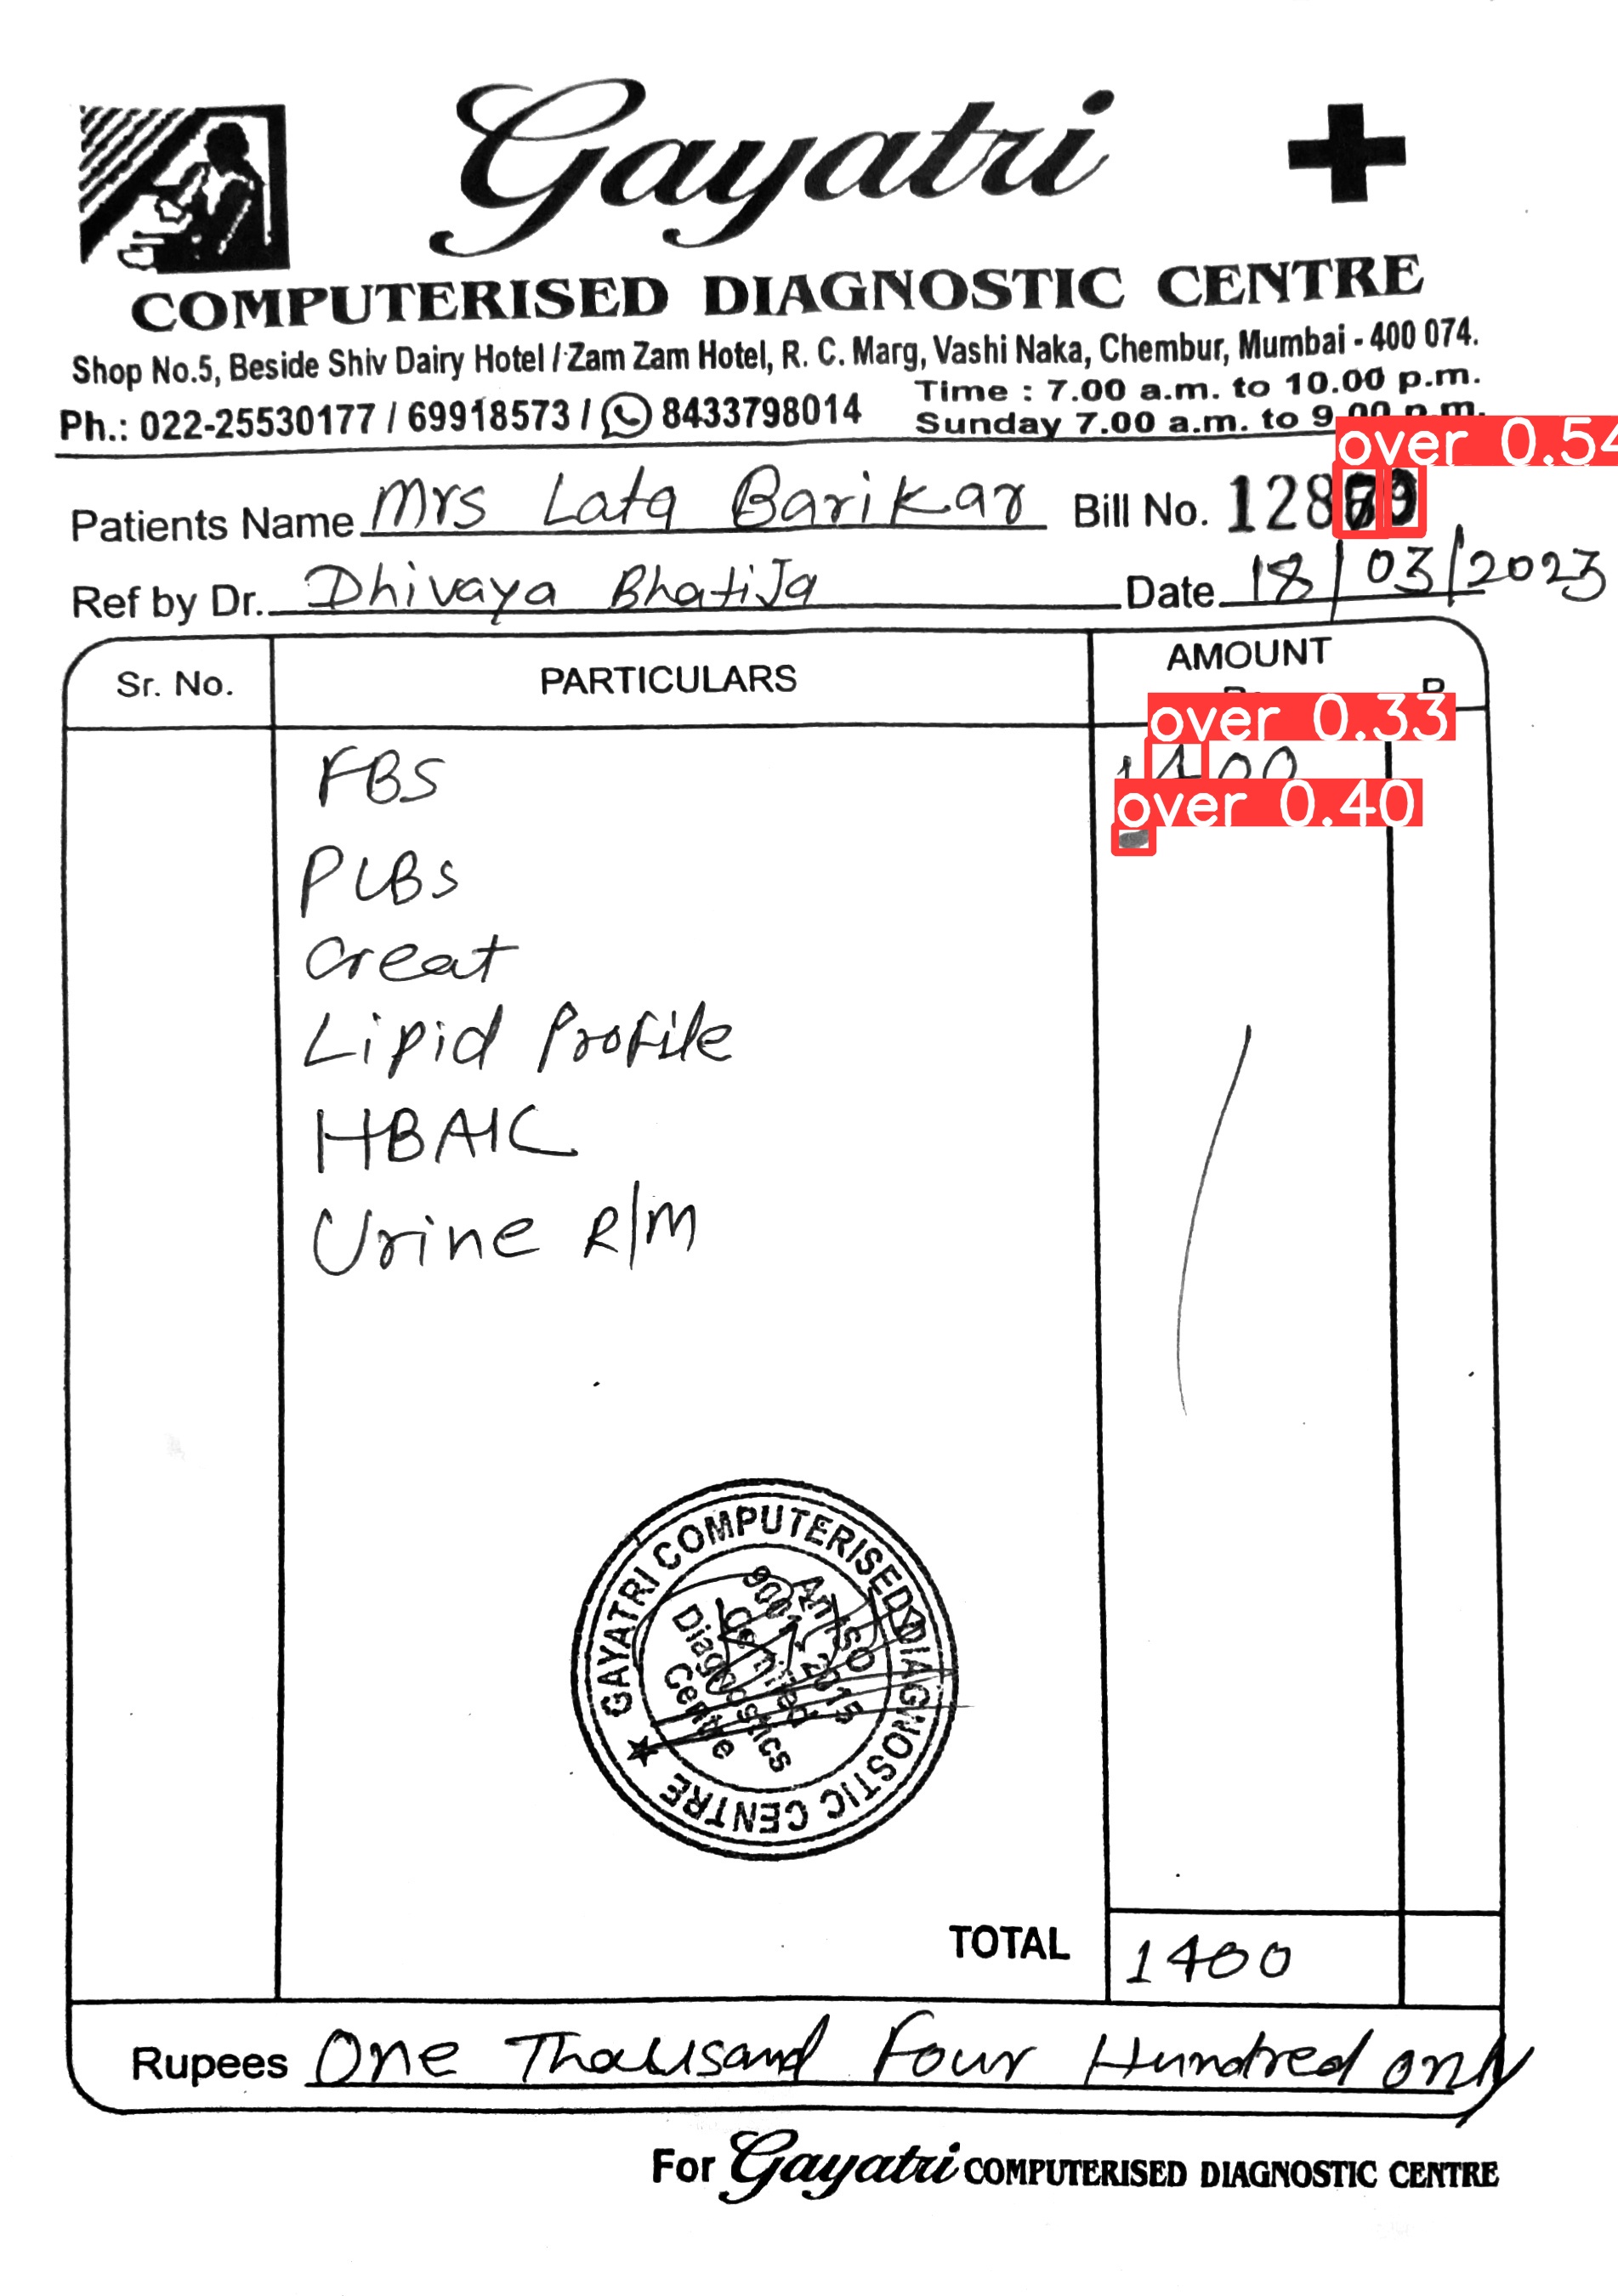 Gayatri
COMPUTERISED DIAGNOSTIC CENTRE
Shop No.5, Beside Shiv Dairy Hotel / Zam Zam Hotel, R. C. Marg, Vashi Naka, Chembur, Mumbai - 400 074.
Time : 7.00 a.m. to 10.00 p.m.
Ph.: 022-25530177 / 69918573 / 8433798014
Sunday 7.00 a.m. to 9.00 p.m.
over 0.54
Patients Name Mrs Lata Barikar Bill No.
Ref by Dr. Dhivaya Bhatija Date 18/03/2023
Sr. No. PARTICULARS AMOUNT
over 0.33
FBS 1400
over 0.40
PLBS
Creat
Lipid Profile
HBA1C
Urine R/M
GAYATRI COMPUTERISED DIAGNOSTIC CENTRE
An ISO
9001:2015
Certified
Diagnostics
Centre
TOTAL 1400
Rupees One Thousand Four Hundred only
For Gayatri COMPUTERISED DIAGNOSTIC CENTRE